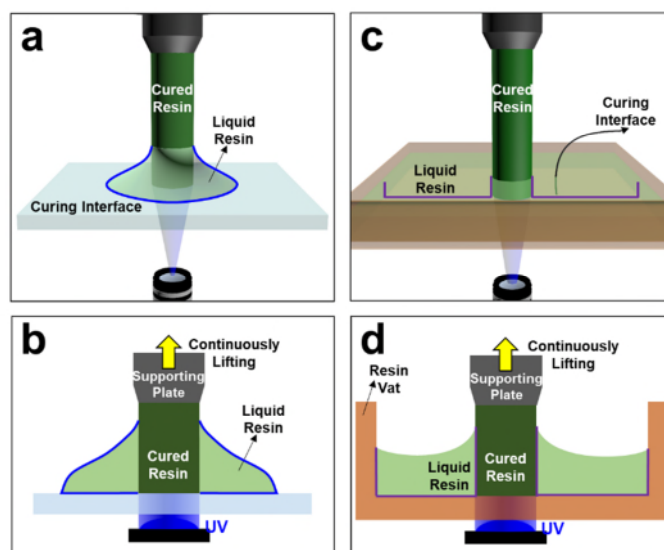 a
Cured
Resin
Liquid
Resin
Curing Interface
c
Cured
Resin
Curing
Interface
Liquid
Resin
b
Continuously
Lifting
Supporting
Plate
Liquid
Resin
Cured
Resin
UV
d
Continuously
Lifting
Resin
Vat
Supporting
Plate
Liquid
Resin
Cured
Resin
UV